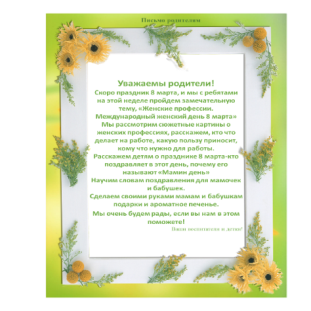 Письмо родителям
Уважаемы родители!
Скоро праздник 8 марта, и мы с ребятами
на этой неделе пройдем замечательную
тему, «Женские профессии.
Международный женский день 8 марта»
Мы рассмотрим сюжетные картины о
женских профессиях, расскажем, кто что
делает на работе, какую пользу приносит,
кому что нужно для работы.
Расскажем детям о празднике 8 марта-кто
поздравляет в этот день, почему его
называют «Мамин день»
Научим словам поздравления для мамочек
и бабушек.
Сделаем своими руками мамам и бабушкам
подарки и ароматное печенье.
Мы очень будем рады, если вы нам в этом
поможете!
Ваши воспитатели и дети!